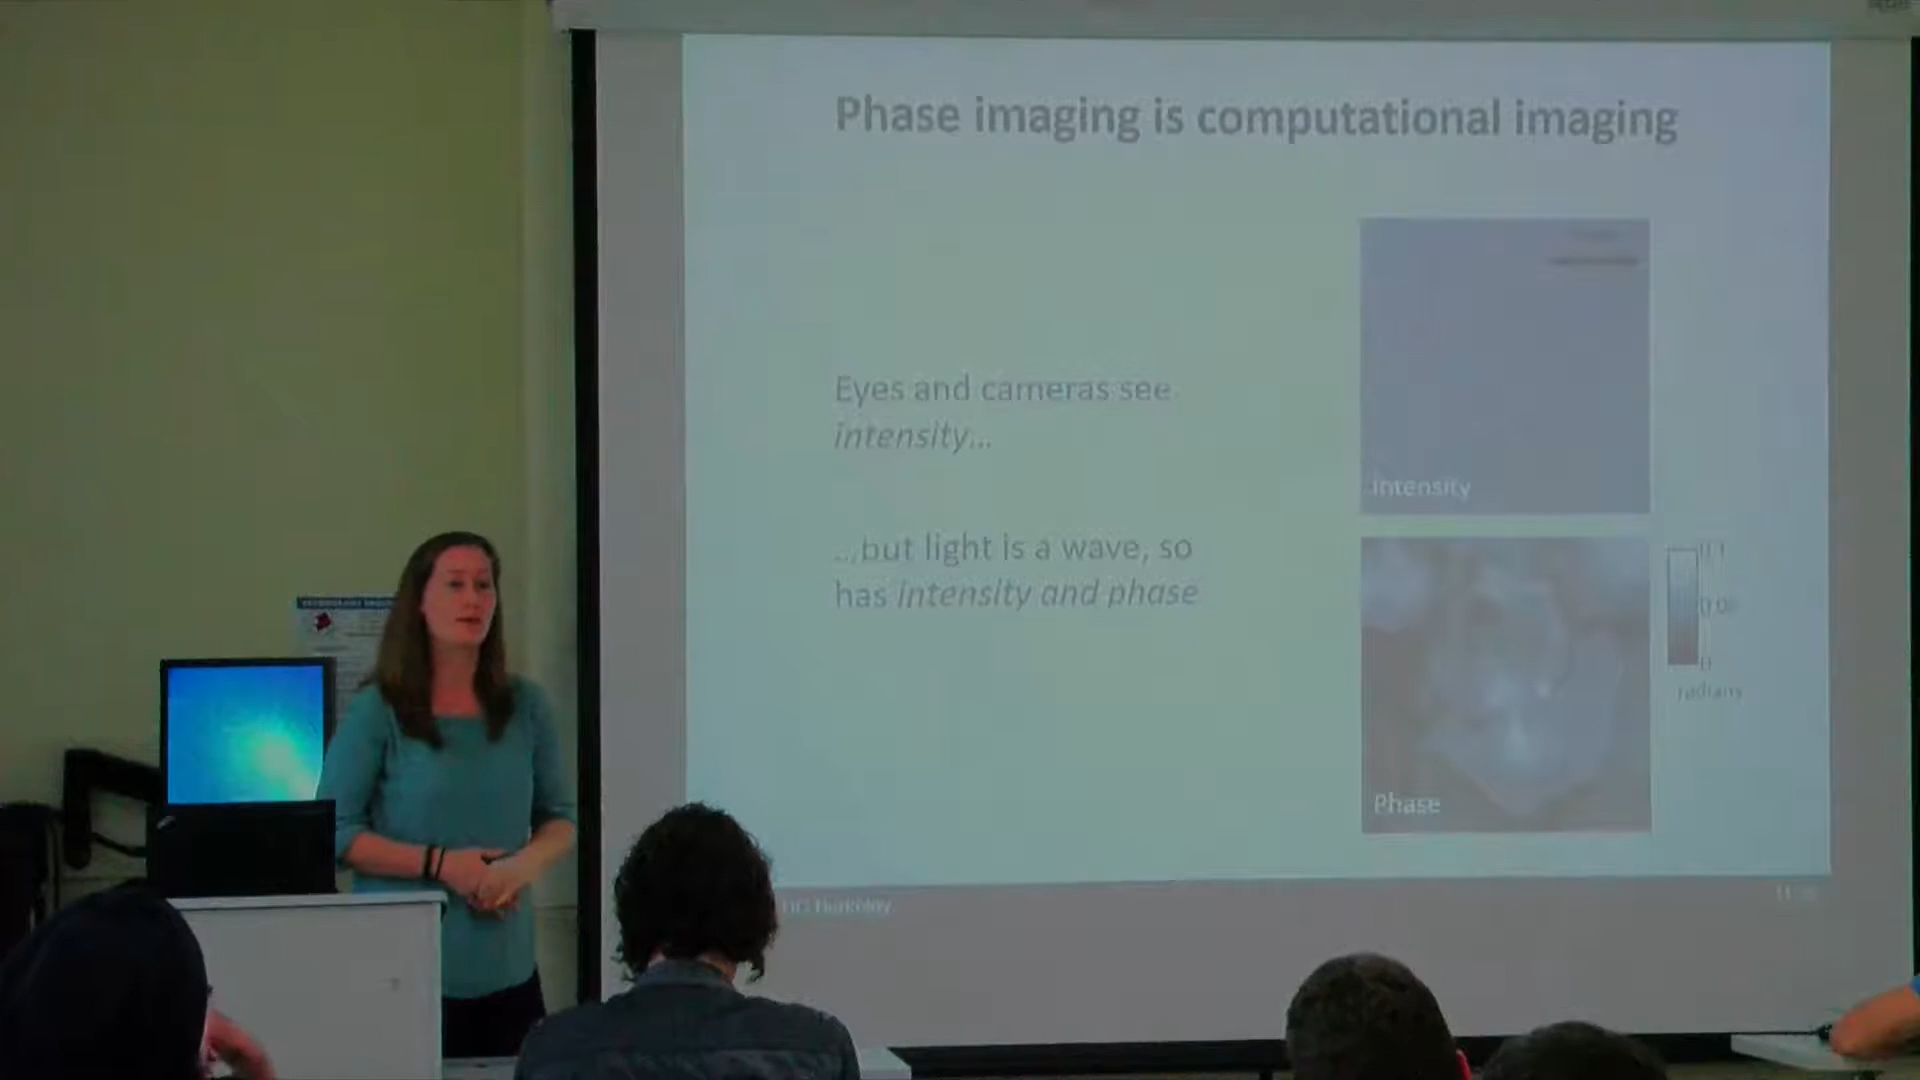 Phase imaging is computational imaging
Eyes and cameras see
intensity...
...but light is a wave, so
has intensity and phase
Intensity
Phase
0
radians
UC Berkeley